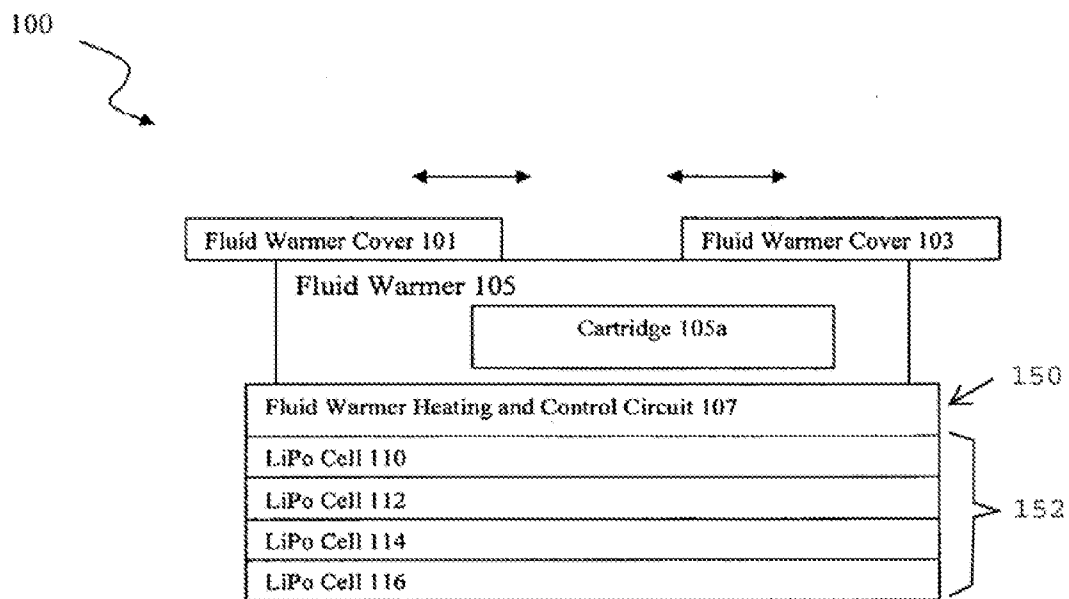 100
Fluid Warmer Cover 101
Fluid Warmer Cover 103
Fluid Warmer 105
Cartridge 105a
150
Fluid Warmer Heating and Control Circuit 107
LiPo Cell 110
LiPo Cell 112
152
LiPo Cell 114
LiPo Cell 116